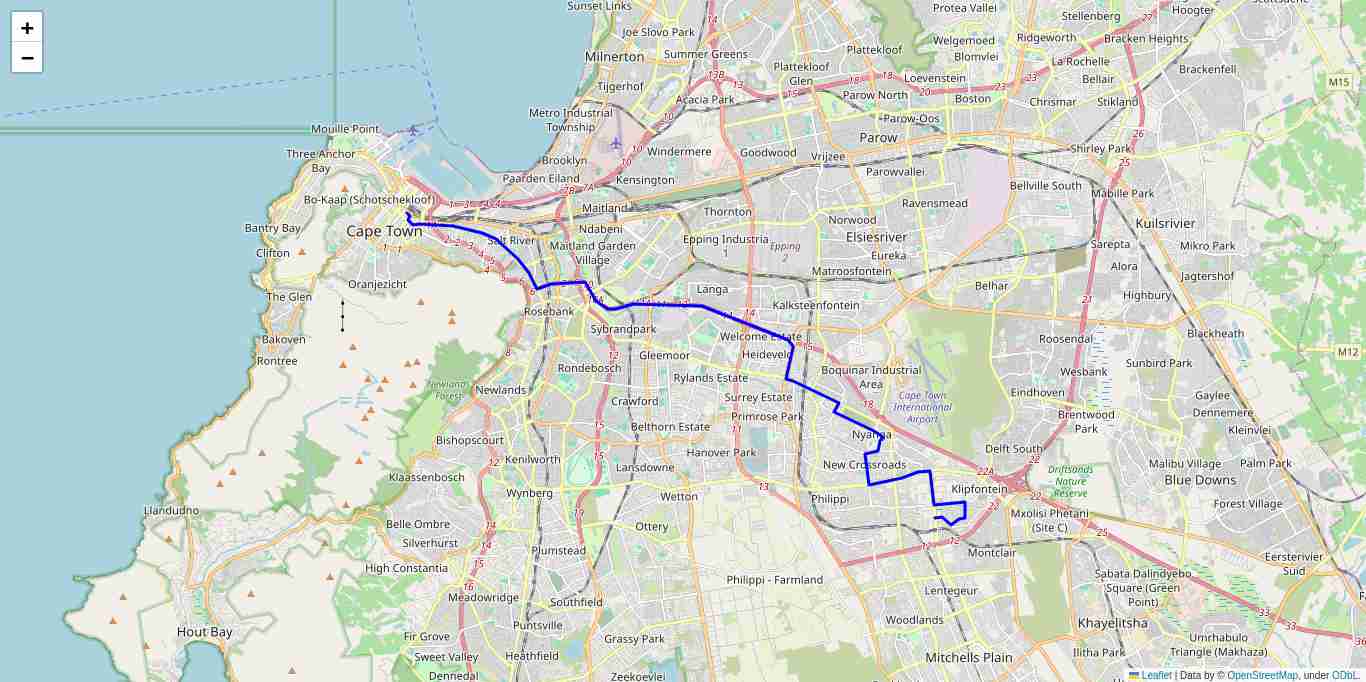 +
−
Sunset Links
Protea Vallei
Hoogte
Stellenberg
Joe Slovo Park
Welgemoed
Ridgeworth
Bracken Heights
Summer Greens
Plattekloof
Blomvlei
La Rochelle
Milnerton
Plattekloof
Glen
Loevenstein
Bellair
Brackenfell
M15
Tijgerhof
13B
Acacia Park
Parow North
Boston
Chrismar
Stikland
Metro Industrial
Township
Parow-Oos
Mouille Point
Parow
Three Anchor
Bay
Brooklyn
Windermere
Goodwood
Vrijzee
Shirley Park
Paarden Eiland
Kensington
Parowvallei
Bellville South
Mabille Park
Bo-Kaap (Schotschekloof)
Maitland
Thornton
Ravensmead
Norwood
Kuilsrivier
Bantry Bay
Cape Town
Salt River
Ndabeni
Epping Industria
1
Epping
2
Elsiesriver
Sarepta
Mikro Park
Clifton
Maitland Garden
Village
Eureka
Alora
Matroosfontein
Jagtershof
Oranjezicht
Belhar
The Glen
Langa
Kalksteenfontein
Highbury
Rosebank
Sybrandpark
Welcome Estate
Roosendal
Blackheath
Bakoven
Rontree
Gleemoor
Heideveld
M12
Rondebosch
Rylands Estate
Boquinar Industrial
Area
Wesbank
Sunbird Park
Newlands
Forest
Newlands
Crawford
Surrey Estate
Cape Town
International
Airport
Eindhoven
Gaylee
Primrose Park
Brentwood
Park
Dennemere
Belthorn Estate
Kleinvlei
Bishopscourt
Nyanga
Hanover Park
Delft South
Kenilworth
Lansdowne
New Crossroads
Malibu Village
Palm Park
Klaassenbosch
22A
Driftsands
Nature
Reserve
Blue Downs
Wynberg
Wetton
Philippi
Klipfontein
Forest Village
Llandudno
Belle Ombre
Ottery
Mxolisi Phetani
(Site C)
Silverhurst
Plumstead
Montclair
High Constantia
Philippi - Farmland
Eersterivier
Suid
Sabata Dalindyebo
Square (Green
Point)
Meadowridge
Southfield
Lentegeur
Hout Bay
Puntsville
Woodlands
Khayelitsha
Fir Grove
Grassy Park
Umrhabulo
Triangle (Makhaza)
Sweet Valley
Heathfield
Mitchells Plain
Ilitha Park
Dennedal
Zeekoevlei
Leaflet | Data by © OpenStreetMap, under ODbL.